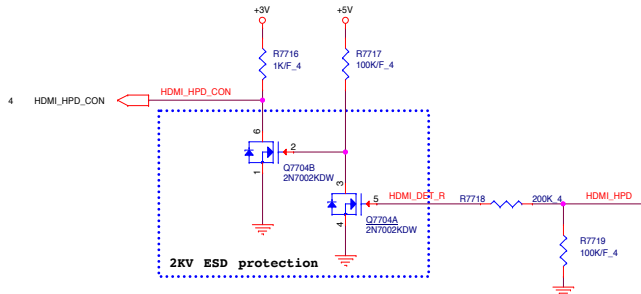 +3V
+5V
R7716
1K/F_4
R7717
100K/F_4
4 HDMI_HPD_CON
HDMI_HPD_CON
6
2
1
Q7704B
2N7002KDW
3
5
4
HDMI_DET_R
R7718
200K_4
HDMI_HPD
Q7704A
2N7002KDW
R7719
100K/F_4
2KV ESD protection